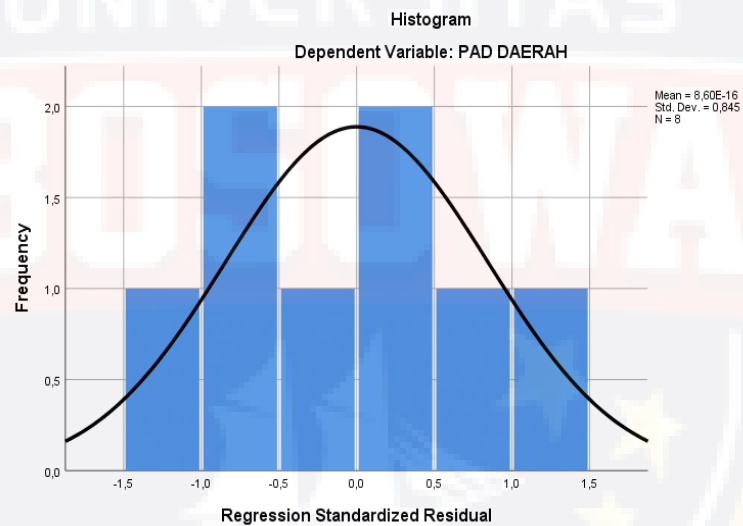 UNIVERSITAS
BOSOWA
Histogram
Dependent Variable: PAD DAERAH
Mean = 8,60E-16
Std. Dev. = 0,845
N = 8
Frequency
2,0
1,5
1,0
0,5
0,0
-1,5 -1,0 -0,5 0,0 0,5 1,0 1,5
Regression Standardized Residual